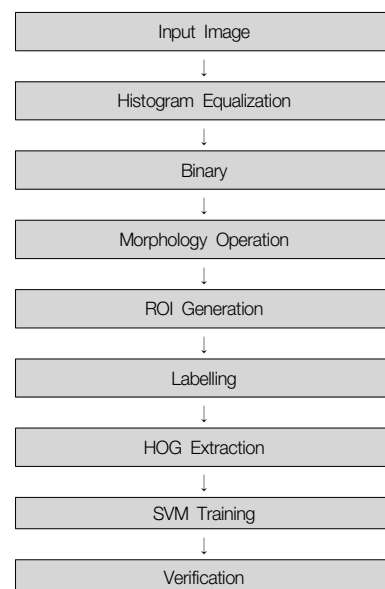 Input Image
↓
Histogram Equalization
↓
Binary
↓
Morphology Operation
↓
ROI Generation
↓
Labelling
↓
HOG Extraction
↓
SVM Training
↓
Verification